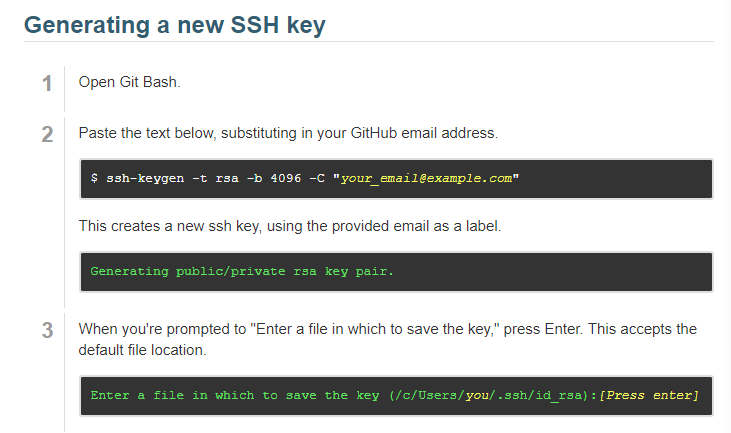 Generating a new SSH key
1 Open Git Bash.
2 Paste the text below, substituting in your GitHub email address.
$ ssh-keygen -t rsa -b 4096 -C "your_email@example.com"
This creates a new ssh key, using the provided email as a label.
Generating public/private rsa key pair.
3 When you're prompted to "Enter a file in which to save the key," press Enter. This accepts the
default file location.
Enter a file in which to save the key (/c/Users/you/.ssh/id_rsa):[Press enter]